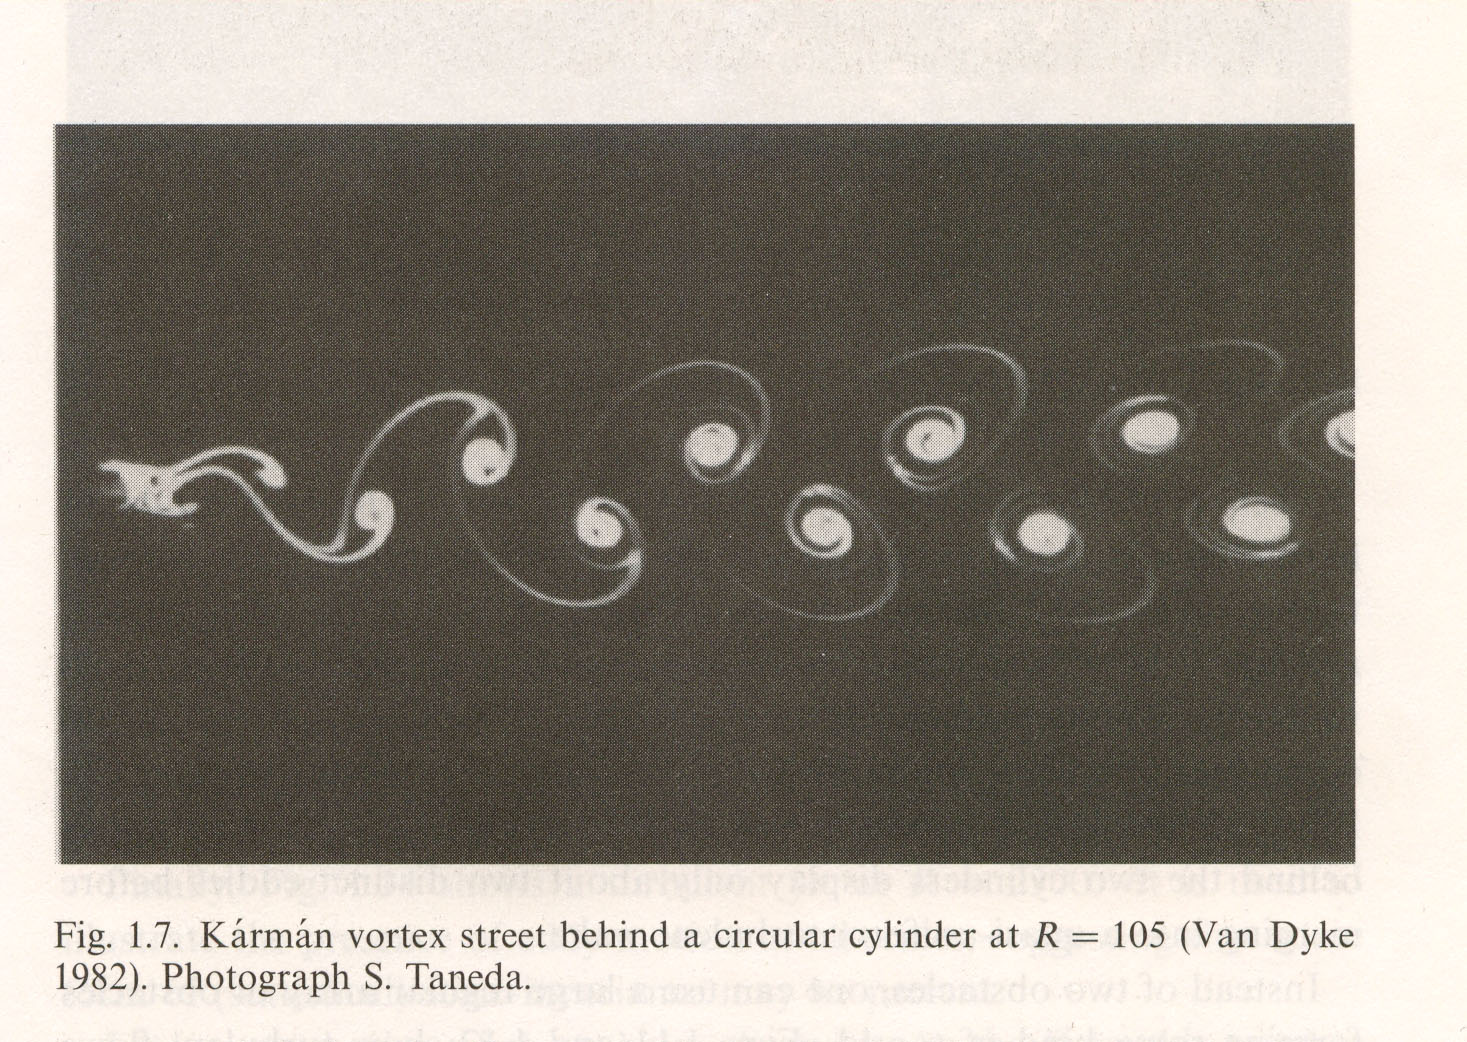 Fig. 1.7. Kármán vortex street behind a circular cylinder at R = 105 (Van Dyke
1982). Photograph S. Taneda.